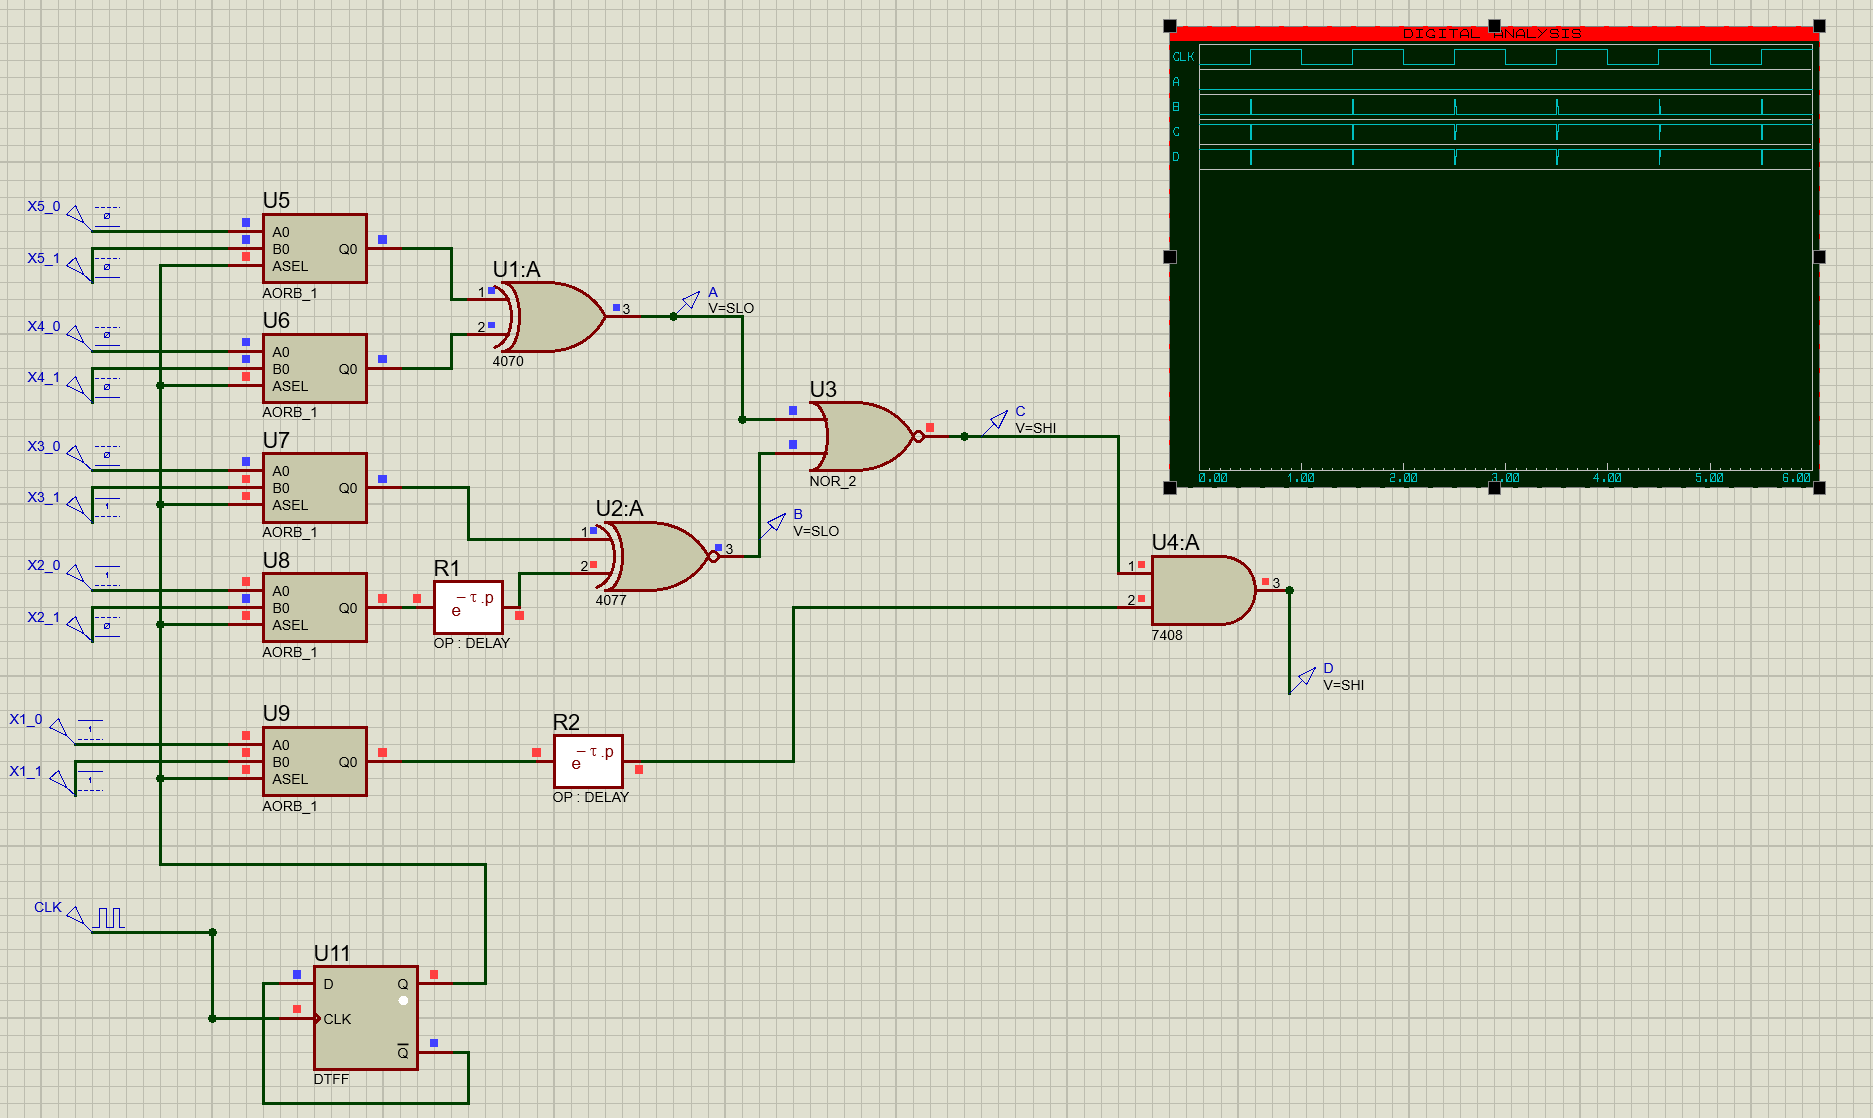 DIGITAL ANALYSIS
CLK
A
B
C
D
0.00 1.00 2.00 3.00 4.00 5.00 6.00
X5_0
X5_1
U5
A0
B0
ASEL
Q0
AORB_1
X4_0
X4_1
U6
A0
B0
ASEL
Q0
AORB_1
X3_0
X3_1
U7
A0
B0
ASEL
Q0
AORB_1
X2_0
X2_1
U8
A0
B0
ASEL
Q0
AORB_1
X1_0
X1_1
U9
A0
B0
ASEL
Q0
AORB_1
U1:A
1
2
3
4070
A
V=SLO
U2:A
1
2
3
4077
B
V=SLO
R1
e −τ.p
OP : DELAY
R2
e −τ.p
OP : DELAY
U3
NOR_2
C
V=SHI
U4:A
1
2
3
7408
D
V=SHI
CLK
U11
D
Q
CLK
Q̅
DTFF